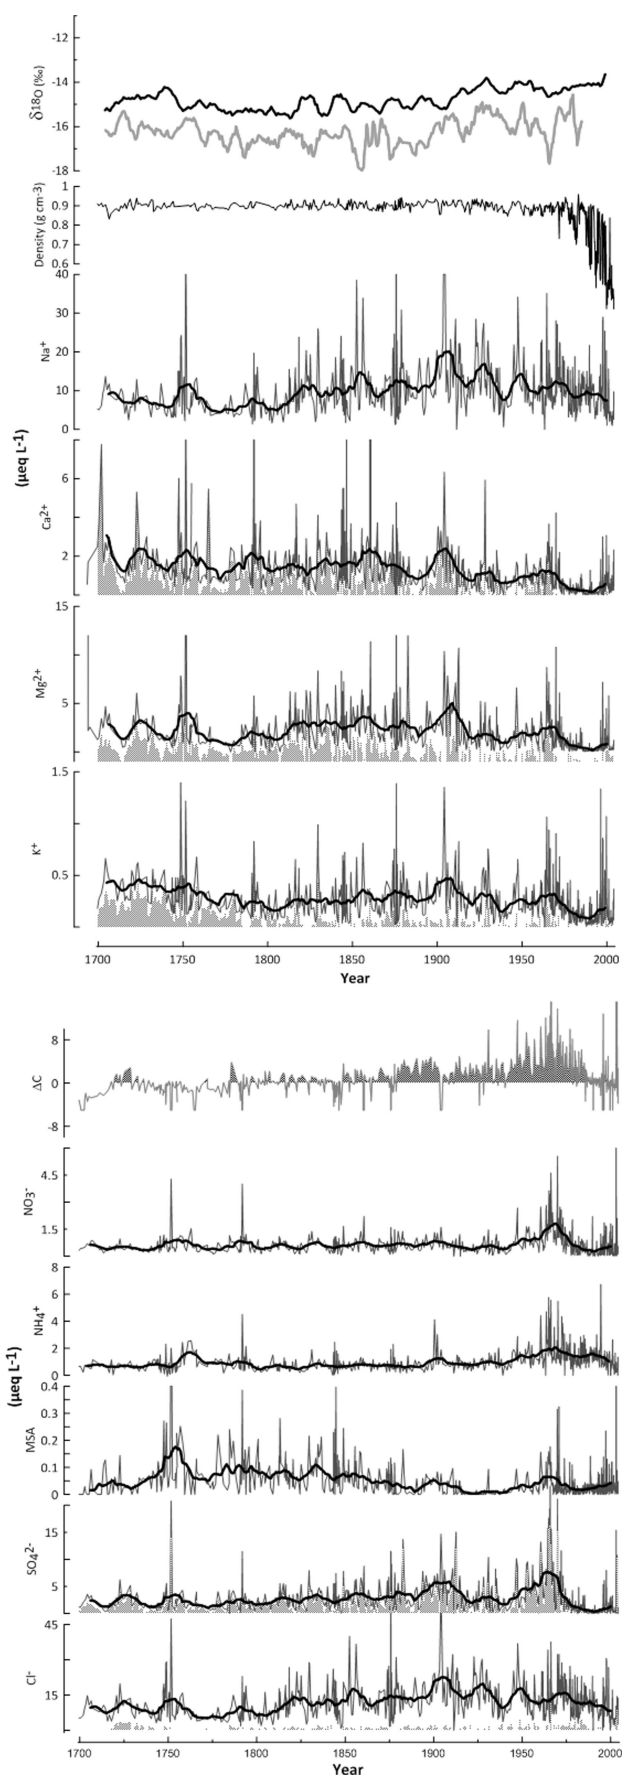 -12
-14
-16
-18
δ18O (‰)
1
0.9
0.8
0.7
0.6
Density (g cm-3)
40
30
20
10
0
Na+
(µeq L-1)
6
2
Ca2+
15
5
Mg2+
1.5
0.5
K+
1700 1750 1800 1850 1900 1950 2000
Year
8
0
-8
ΔC
4.5
1.5
NO3-
8
6
4
2
0
NH4+
(µeq L-1)
0.4
0.3
0.2
0.1
0
MSA
15
5
SO42-
45
15
Cl-
1700 1750 1800 1850 1900 1950 2000
Year